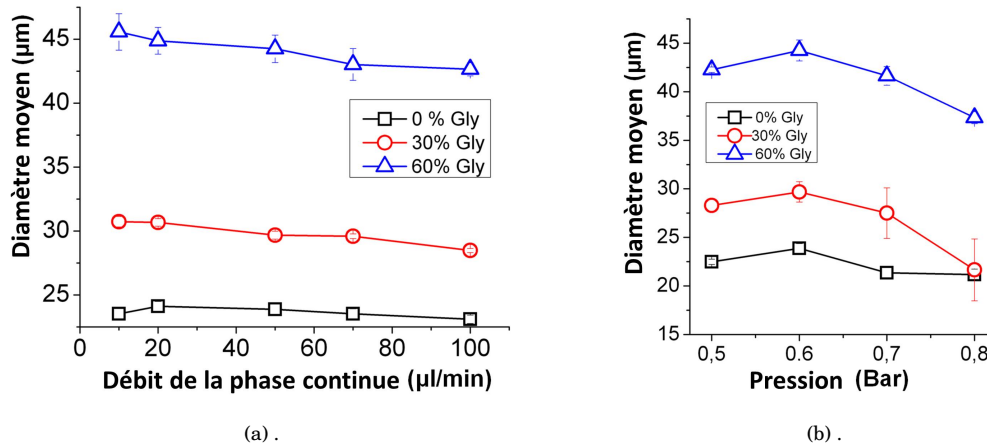 Diamètre moyen (µm)
45
40
35
30
25
0 % Gly
30% Gly
60% Gly
0 20 40 60 80 100
Débit de la phase continue (µl/min)
(a) .
Diamètre moyen (µm)
45
40
35
30
25
20
15
0% Gly
30% Gly
60% Gly
0,5 0,6 0,7 0,8
Pression (Bar)
(b) .